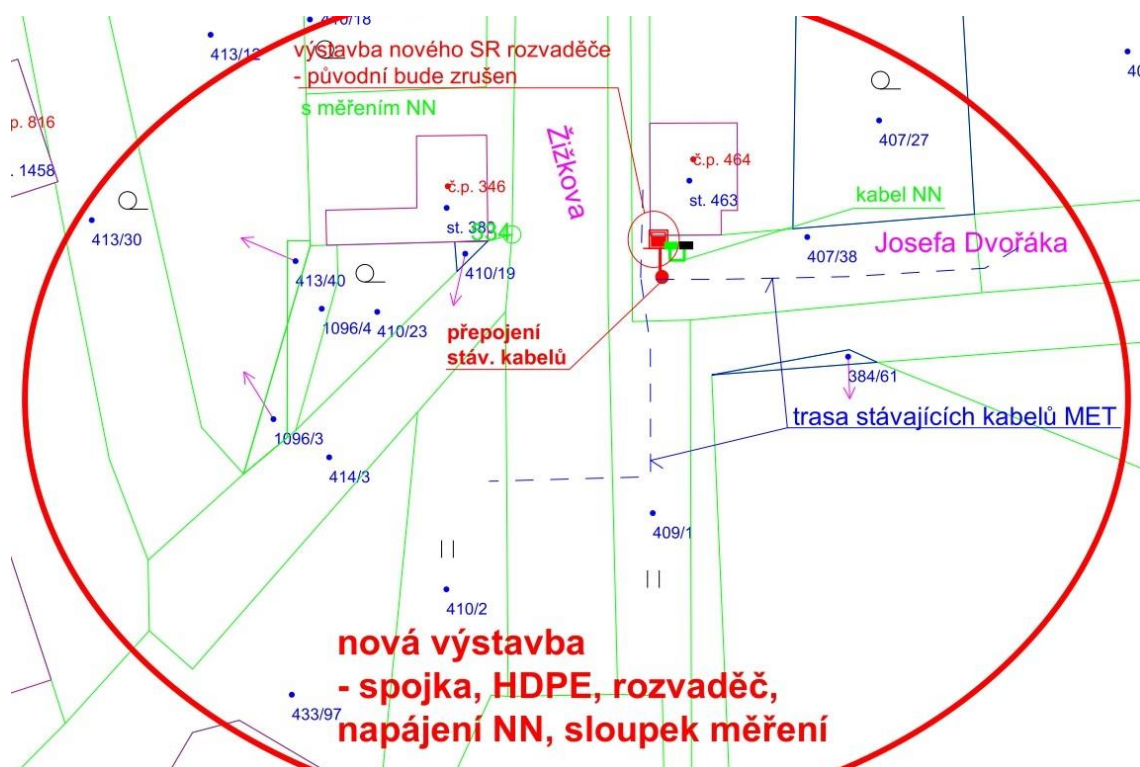 410/18
413/12
výstavba nového SR rozvaděče
- původní bude zrušen
s měřením NN
Žižkova
407/27
p. 816
. 1458
č.p. 346
st. 380
č.p. 464
st. 463
kabel NN
413/30
534
407/38
Josefa Dvořáka
413/40
410/19
1096/4
410/23
přepojení
stáv. kabelů
384/61
1096/3
trasa stávajících kabelů MET
414/3
409/1
410/2
nová výstavba
- spojka, HDPE, rozvaděč,
napájení NN, sloupek měření
433/97